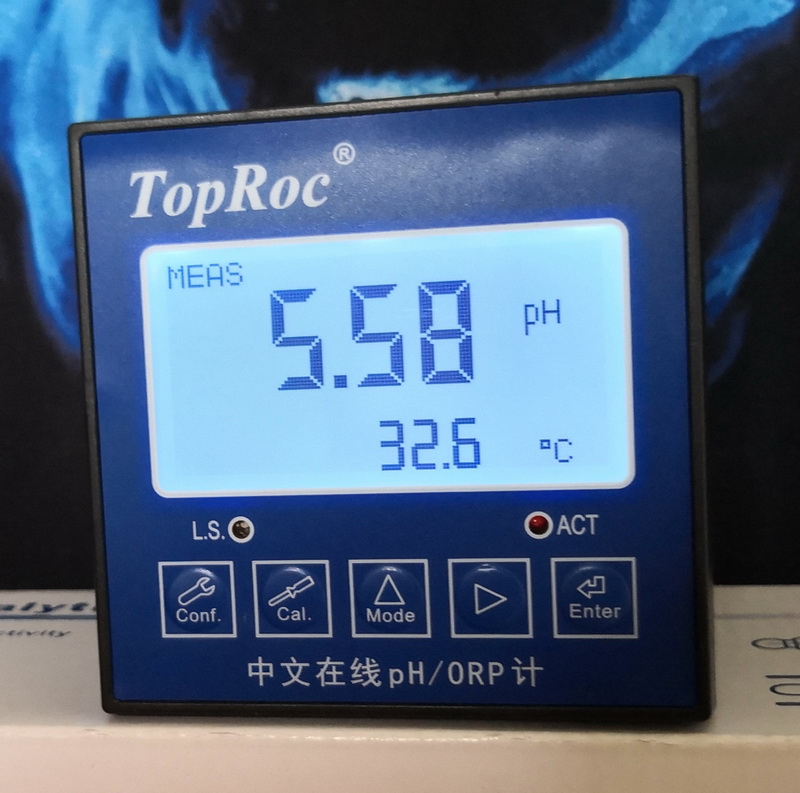 TopRoc®
MEAS
5.58 pH
32.6 °C
L.S. ACT
Conf. Cal. Mode Enter
中文在线pH/ORP计